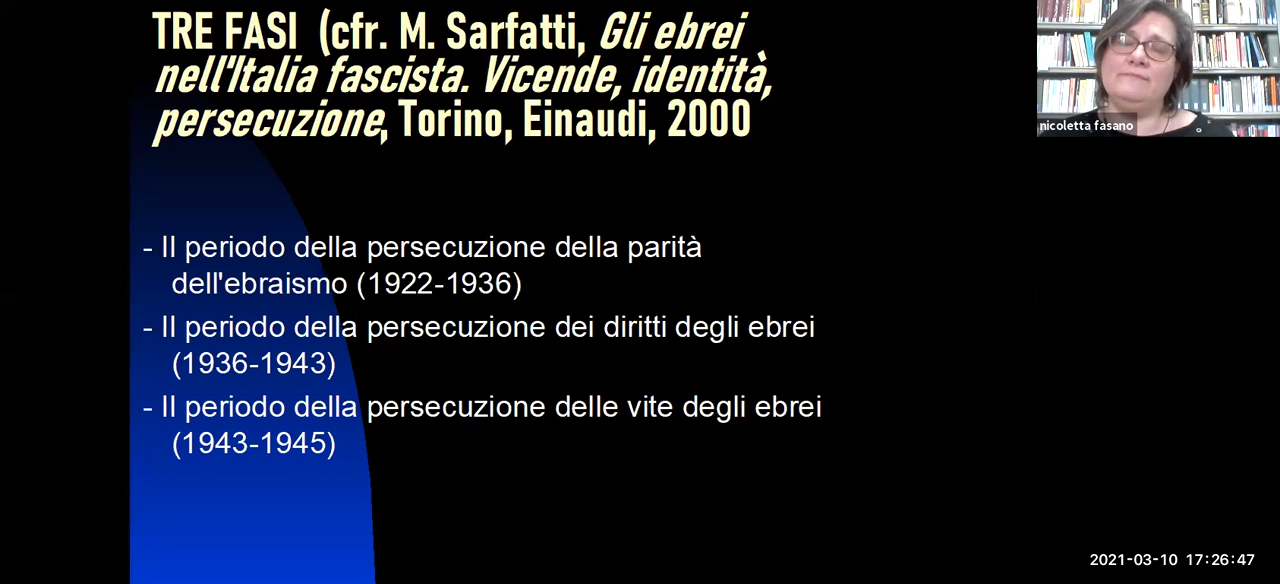 TRE FASI (cfr. M. Sarfatti, Gli ebrei
nell'Italia fascista. Vicende, identità,
persecuzione, Torino, Einaudi, 2000
nicoletta fasano
- Il periodo della persecuzione della parità
dell'ebraismo (1922-1936)
- Il periodo della persecuzione dei diritti degli ebrei
(1936-1943)
- Il periodo della persecuzione delle vite degli ebrei
(1943-1945)
2021-03-10 17:26:47